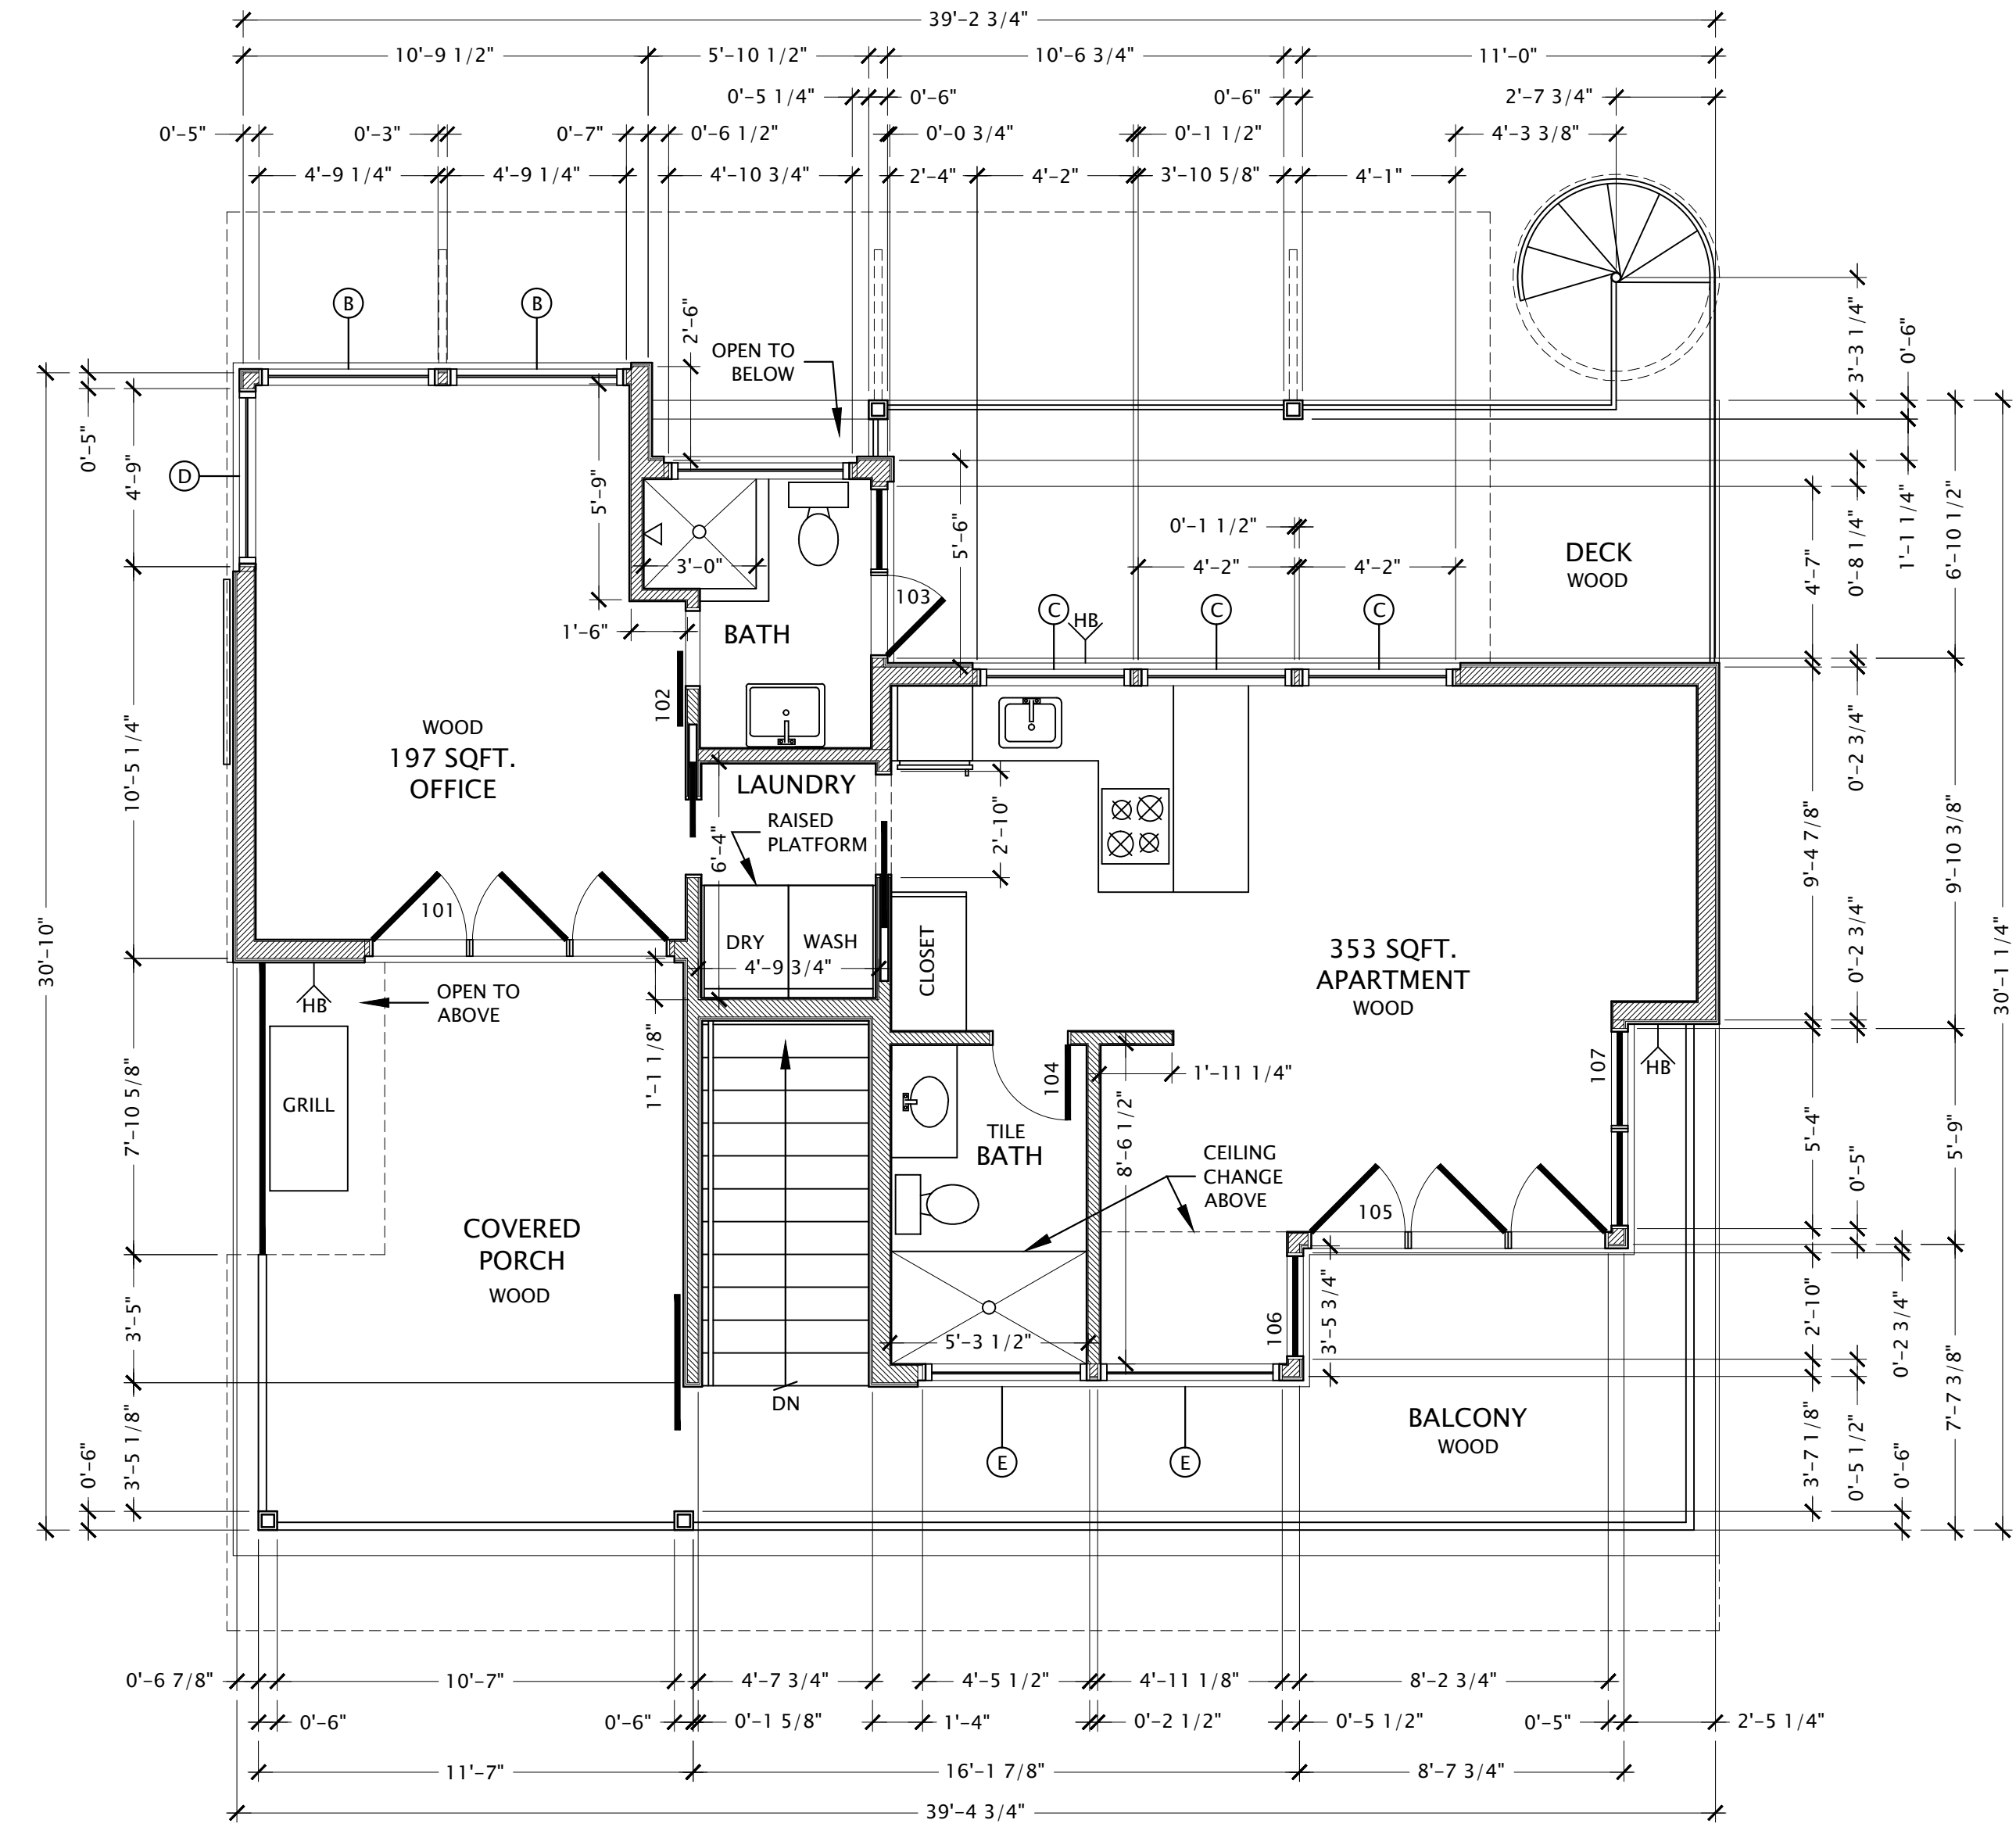 39'-2 3/4"
10'-9 1/2"
5'-10 1/2"
10'-6 3/4"
11'-0"
0'-5 1/4"
0'-6"
0'-6"
2'-7 3/4"
0'-5"
0'-3"
0'-7"
0'-6 1/2"
0'-0 3/4"
0'-1 1/2"
4'-3 3/8"
4'-9 1/4"
4'-9 1/4"
4'-10 3/4"
2'-4"
4'-2"
3'-10 5/8"
4'-1"
B
B
2'-6"
OPEN TO
BELOW
3'-3 1/4"
0'-6"
0'-5"
4'-9"
D
5'-9"
3'-0"
5'-6"
0'-1 1/2"
4'-2"
4'-2"
DECK
WOOD
4'-7"
0'-8 1/4"
1'-1 1/4"
6'-10 1/2"
103
C
HB
C
C
1'-6"
BATH
102
WOOD
197 SQFT.
OFFICE
10'-5 1/4"
LAUNDRY
RAISED
PLATFORM
6'-4"
2'-10"
0'-2 3/4"
9'-4 7/8"
9'-10 3/8"
101
DRY
WASH
4'-9 3/4"
CLOSET
353 SQFT.
APARTMENT
WOOD
0'-2 3/4"
30'-10"
30'-1 1/4"
HB
OPEN TO
ABOVE
1'-1 1/8"
GRILL
7'-10 5/8"
104
1'-11 1/4"
8'-6 1/2"
TILE
BATH
CEILING
CHANGE
ABOVE
107
HB
5'-4"
0'-5"
5'-9"
105
COVERED
PORCH
WOOD
3'-5"
5'-3 1/2"
106
3'-5 3/4"
2'-10"
0'-2 3/4"
DN
BALCONY
WOOD
E
E
0'-6"
3'-5 1/8"
3'-7 1/8"
0'-5 1/2"
0'-6"
7'-7 3/8"
0'-6 7/8"
10'-7"
4'-7 3/4"
4'-5 1/2"
4'-11 1/8"
8'-2 3/4"
0'-6"
0'-6"
0'-1 5/8"
1'-4"
0'-2 1/2"
0'-5 1/2"
0'-5"
2'-5 1/4"
11'-7"
16'-1 7/8"
8'-7 3/4"
39'-4 3/4"